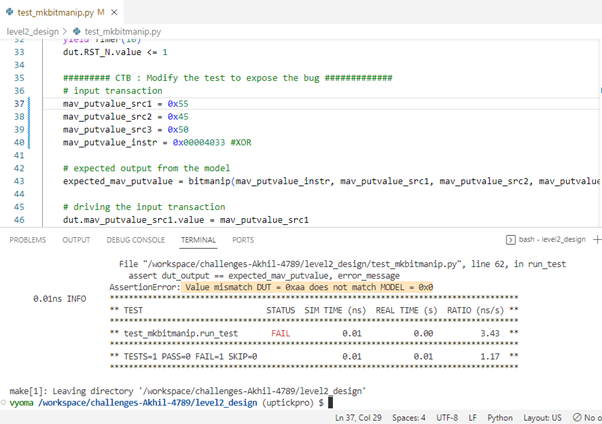 test_mkbitmanip.py M
level2_design > test_mkbitmanip.py
32 yield Timer(10)
33 dut.RST_N.value <= 1
34
35 ######### CTB : Modify the test to expose the bug #############
36 # input transaction
37 mav_putvalue_src1 = 0x55
38 mav_putvalue_src2 = 0x45
39 mav_putvalue_src3 = 0x50
40 mav_putvalue_instr = 0x00004033 #XOR
41
42 # expected output from the model
43 expected_mav_putvalue = bitmanip(mav_putvalue_instr, mav_putvalue_src1, mav_putvalue_src2, mav_putvalue
44
45 # driving the input transaction
46 dut.mav_putvalue_src1.value = mav_putvalue_src1
PROBLEMS OUTPUT DEBUG CONSOLE TERMINAL PORTS bash - level2_design
File "/workspace/challenges-Akhil-4789/level2_design/test_mkbitmanip.py", line 62, in run_test
assert dut_output == expected_mav_putvalue, error_message
AssertionError: Value mismatch DUT = 0xaa does not match MODEL = 0x0
0.01ns INFO **************************************************************************************
** TEST STATUS SIM TIME (ns) REAL TIME (s) RATIO (ns/s) **
**************************************************************************************
** test_mkbitmanip.run_test FAIL 0.01 0.00 3.43 **
**************************************************************************************
** TESTS=1 PASS=0 FAIL=1 SKIP=0 0.01 0.01 1.17 **
**************************************************************************************
make[1]: Leaving directory '/workspace/challenges-Akhil-4789/level2_design'
vyoma /workspace/challenges-Akhil-4789/level2_design (uptickpro) $
Ln 37, Col 29 Spaces: 4 UTF-8 LF Python Layout: US No o